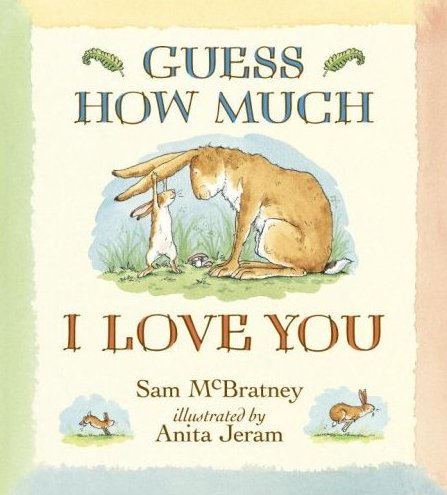 GUESS
HOW MUCH
I LOVE YOU
Sam McBratney
illustrated by
Anita Jeram